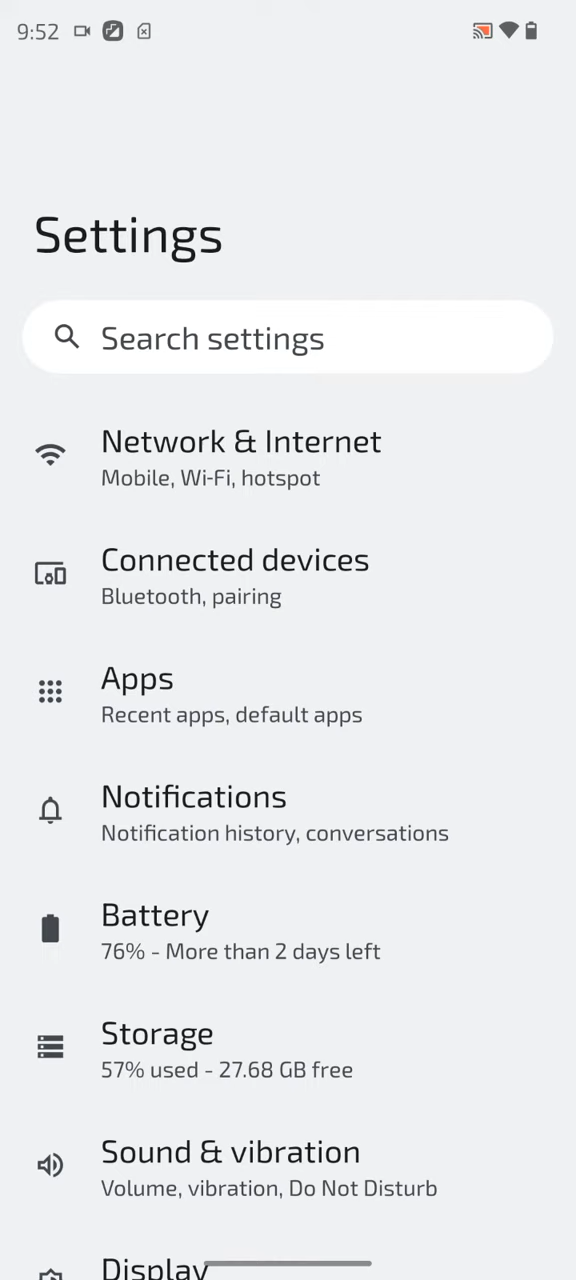 9:52
Settings
Search settings
Network & Internet
Mobile, Wi-Fi, hotspot
Connected devices
Bluetooth, pairing
Apps
Recent apps, default apps
Notifications
Notification history, conversations
Battery
76% - More than 2 days left
Storage
57% used - 27.68 GB free
Sound & vibration
Volume, vibration, Do Not Disturb
Display